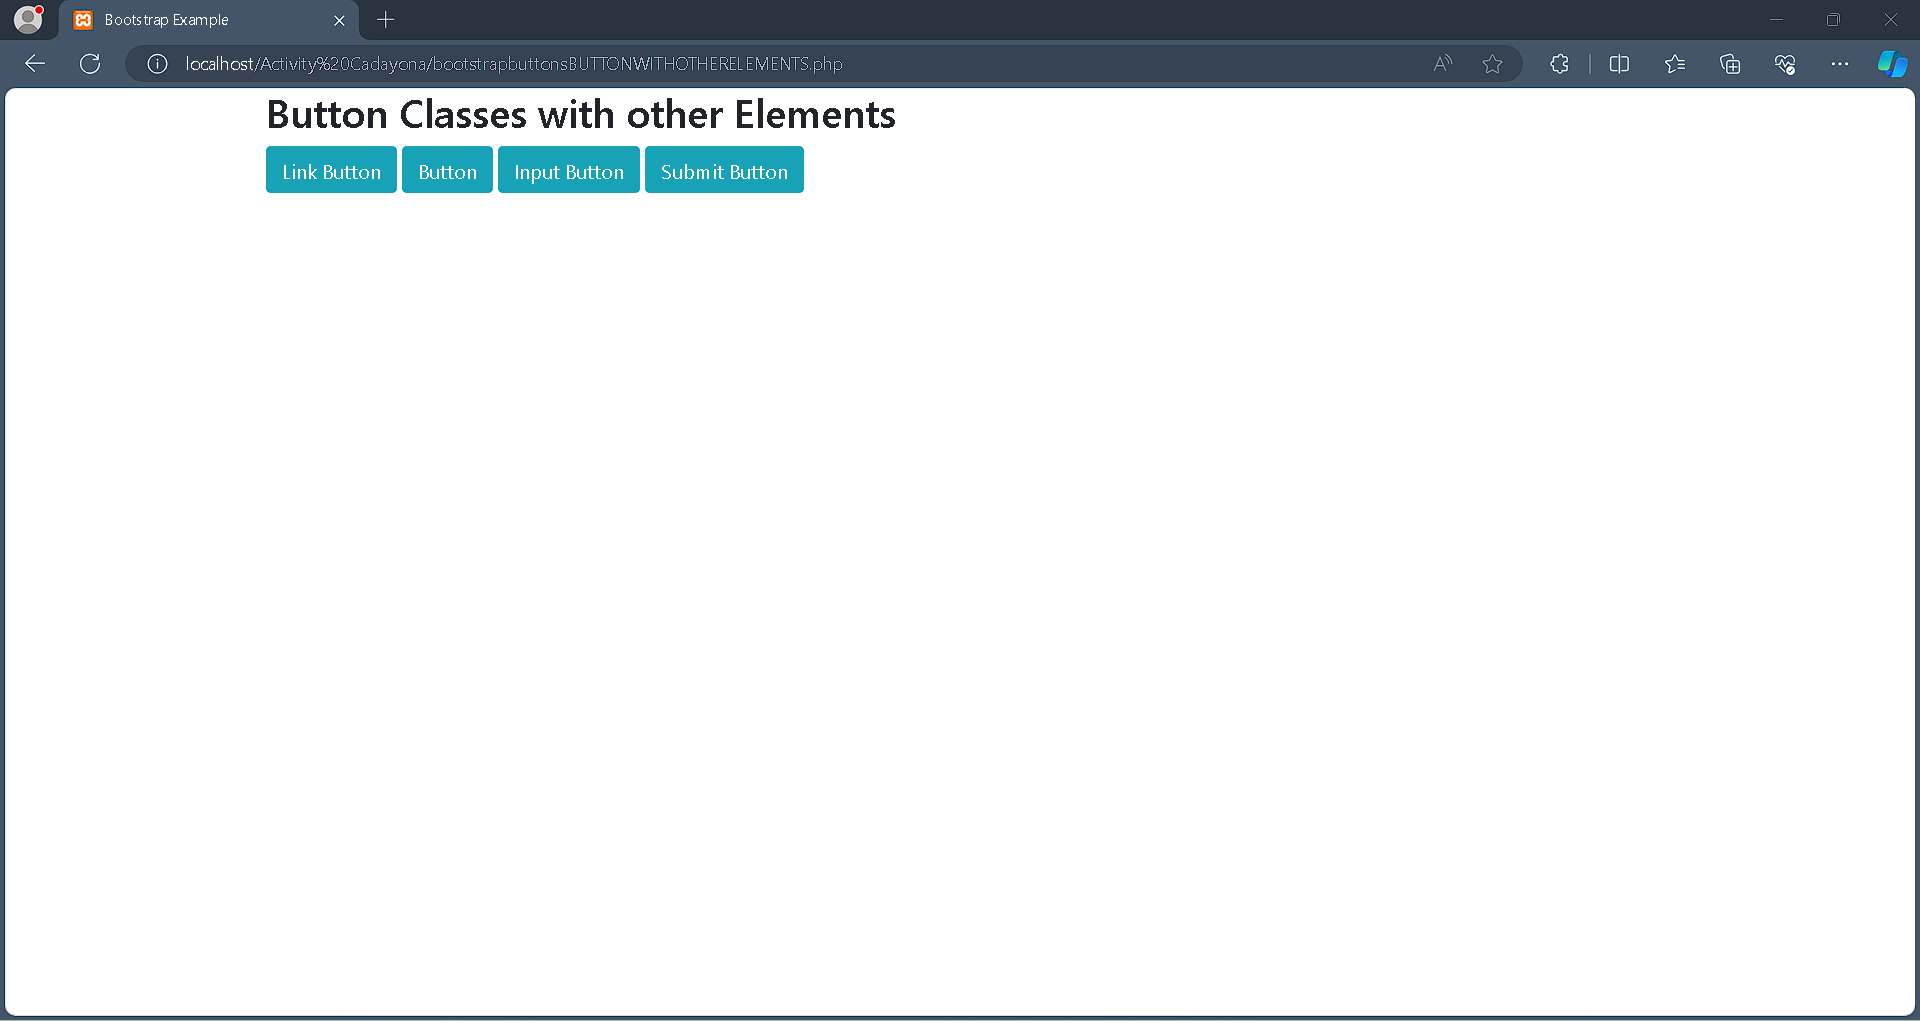 Bootstrap Example
localhost/Activity%20Cadayona/bootstrapbuttonsBUTTONWITHOTHERELEMENTS.php
Button Classes with other Elements
Link Button Button Input Button Submit Button